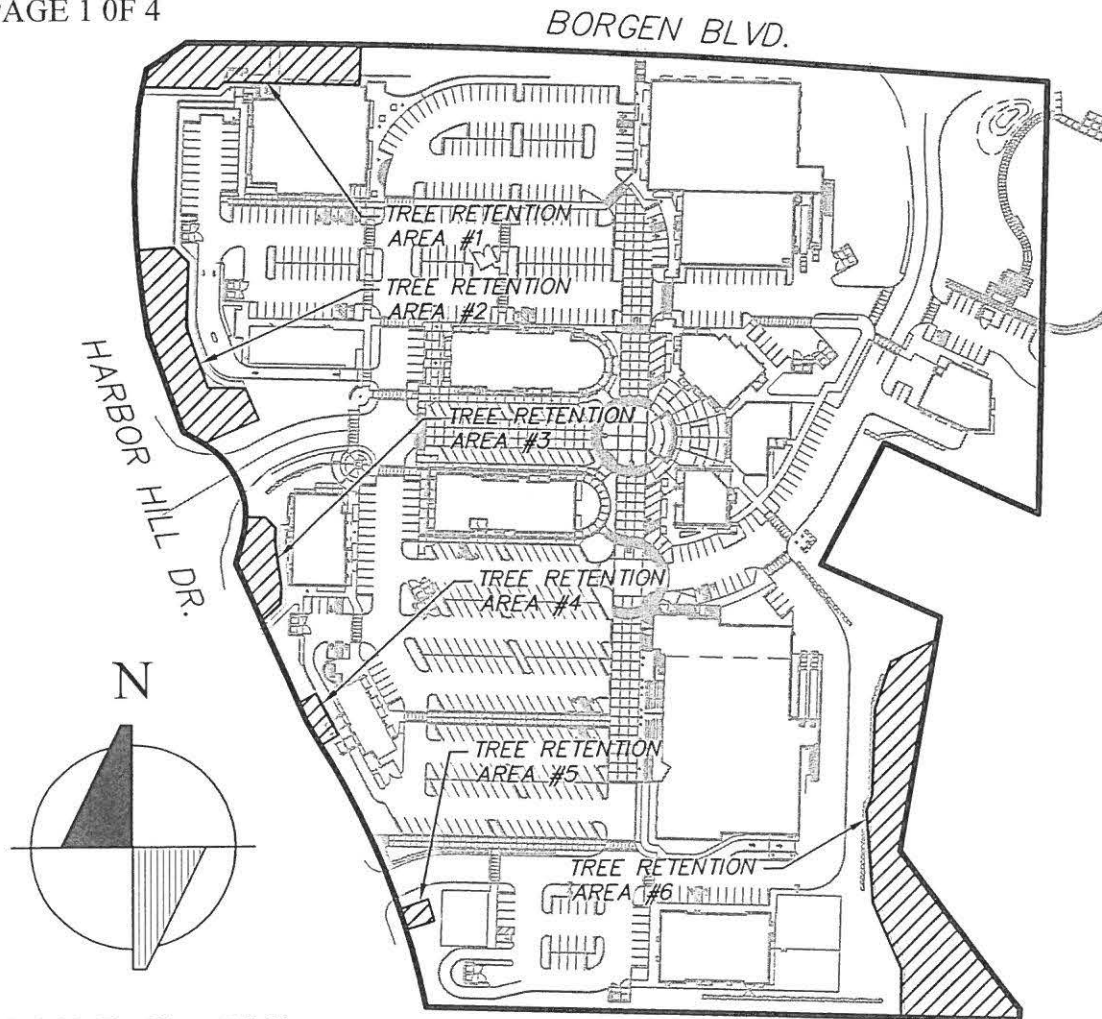 PAGE 1 0F 4
BORGEN BLVD.
TREE RETENTION
AREA #1
TREE RETENTION
AREA #2
HARBOR HILL DR.
TREE RETENTION
AREA #3
TREE RETENTION
AREA #4
N
TREE RETENTION
AREA #5
TREE RETENTION
AREA #6